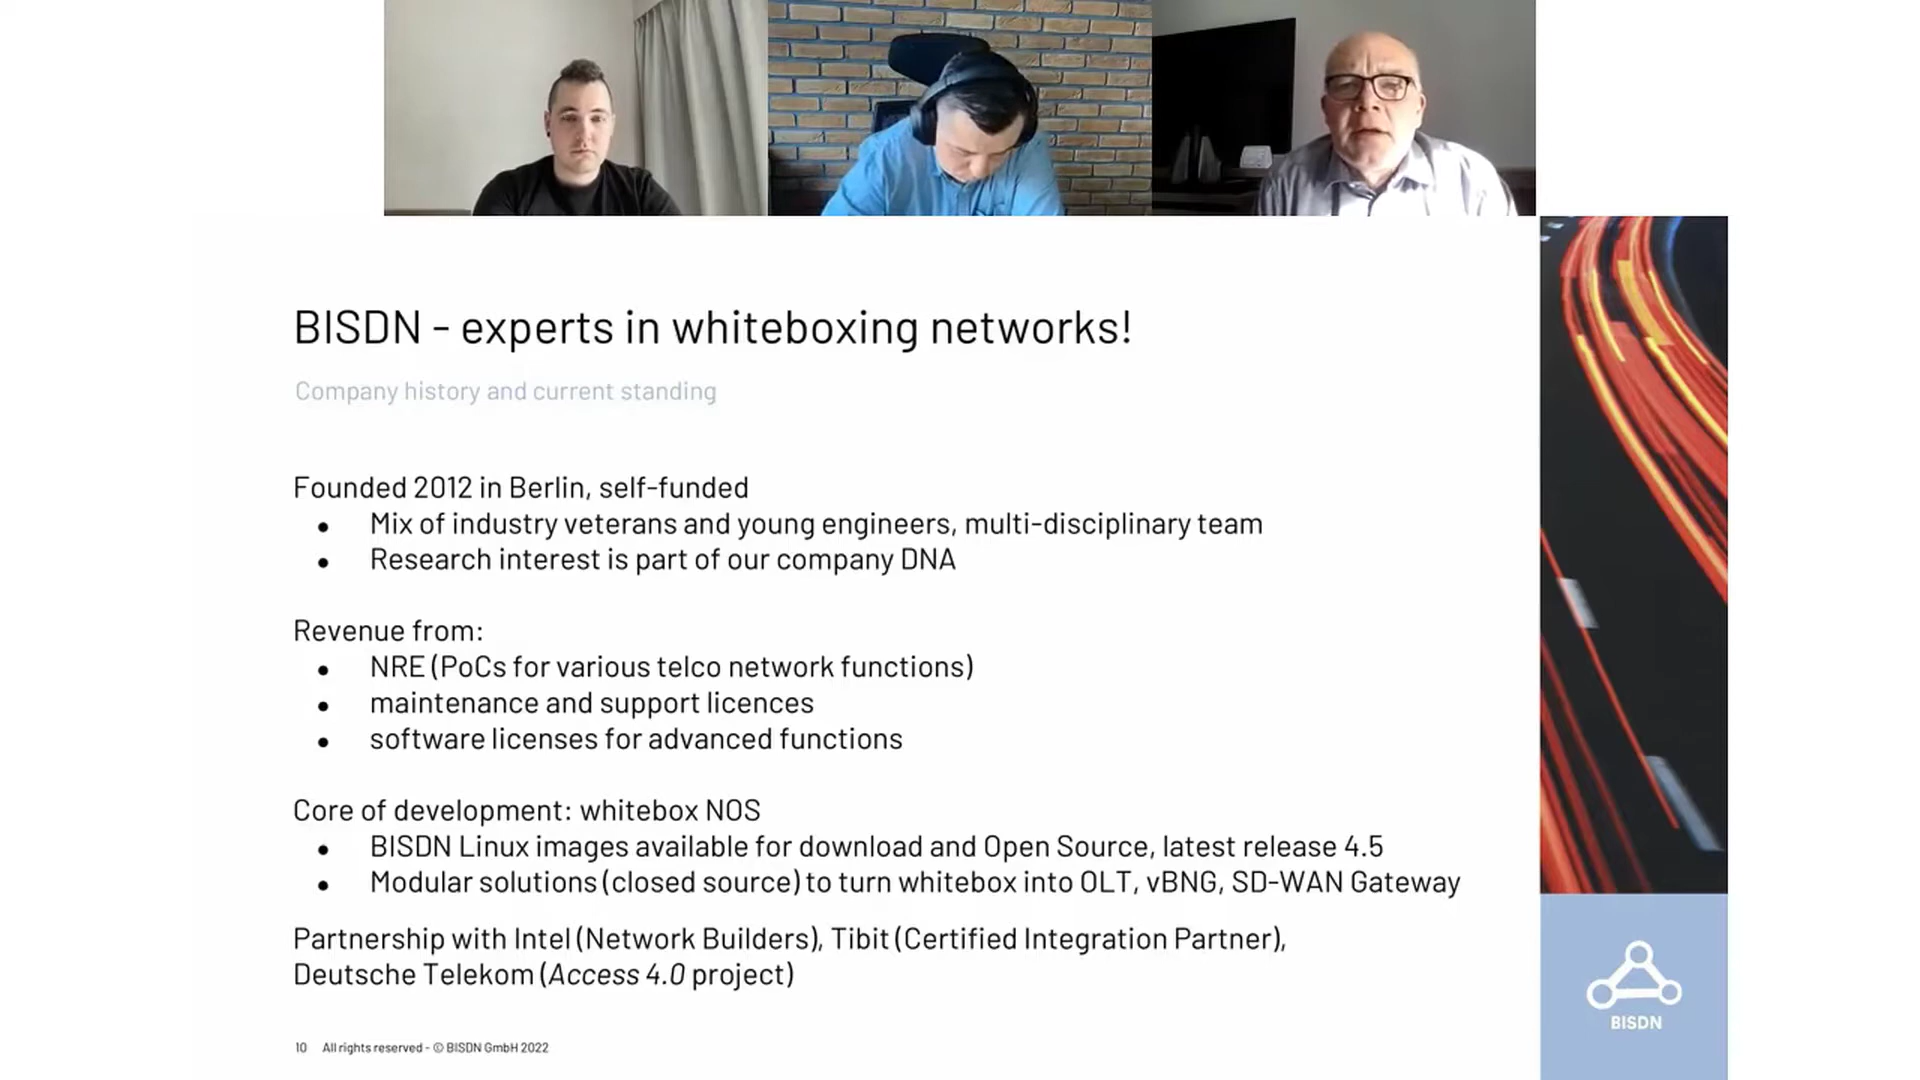 BISDN - experts in whiteboxing networks!
Company history and current standing
Founded 2012 in Berlin, self-funded
● Mix of industry veterans and young engineers, multi-disciplinary team
● Research interest is part of our company DNA
Revenue from:
● NRE (PoCs for various telco network functions)
● maintenance and support licences
● software licenses for advanced functions
Core of development: whitebox NOS
● BISDN Linux images available for download and Open Source, latest release 4.5
● Modular solutions (closed source) to turn whitebox into OLT, vBNG, SD-WAN Gateway
Partnership with Intel (Network Builders), Tibit (Certified Integration Partner),
Deutsche Telekom (Access 4.0 project)
10 All rights reserved - © BISDN GmbH 2022
BISDN